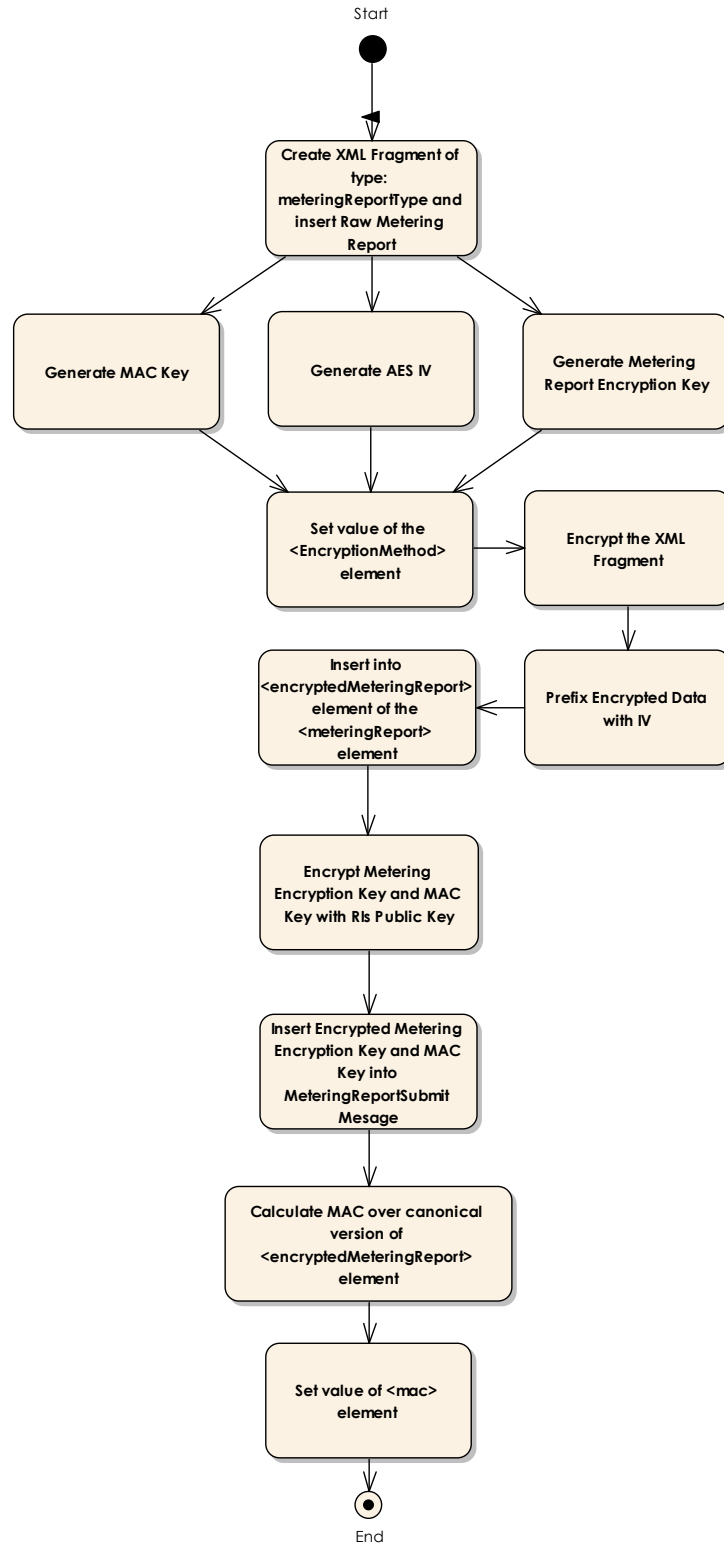 Start
Create XML Fragment of
type:
meteringReportType and
insert Raw Metering
Report
Generate MAC Key
Generate AES IV
Generate Metering
Report Encryption Key
Set value of the
<EncryptionMethod>
element
Encrypt the XML
Fragment
Insert into
<encryptedMeteringReport>
element of the
<meteringReport>
element
Prefix Encrypted Data
with IV
Encrypt Metering
Encryption Key and MAC
Key with RIs Public Key
Insert Encrypted Metering
Encryption Key and MAC
Key into
MeteringReportSubmit
Mesage
Calculate MAC over canonical
version of
<encryptedMeteringReport>
element
Set value of <mac>
element
End